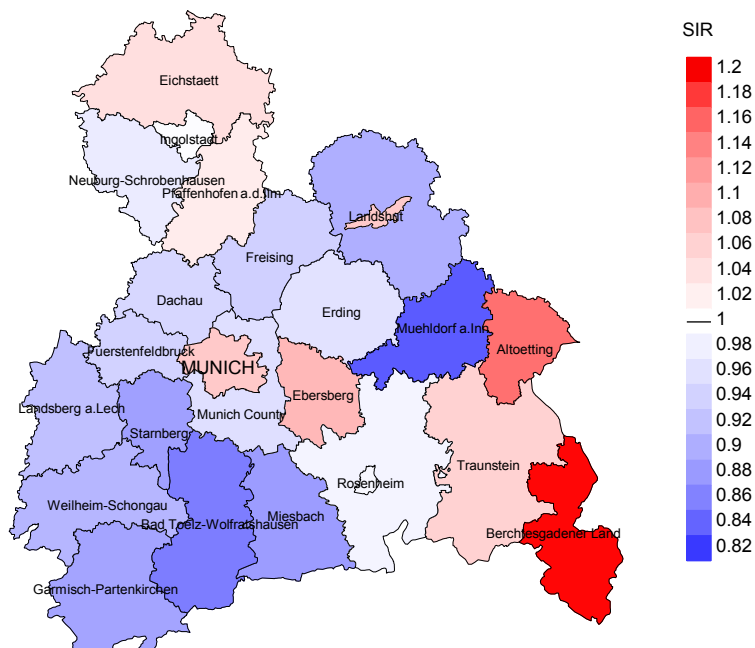 SIR
Eichstaett
Ingolstadt
Neuburg-Schrobenhausen
Pfaffenhofen a.d.Ilm
Landshut
Freising
Dachau
Erding
Muehldorf a.Inn
Altoetting
Fuerstenfeldbruck
MUNICH
Ebersberg
Landsberg a.Lech
Munich County
Starnberg
Traunstein
Rosenheim
Weilheim-Schongau
Miesbach
Bad Toelz-Wolfratshausen
Berchtesgadener Land
Garmisch-Partenkirchen
1.2
1.18
1.16
1.14
1.12
1.1
1.08
1.06
1.04
1.02
1
0.98
0.96
0.94
0.92
0.9
0.88
0.86
0.84
0.82